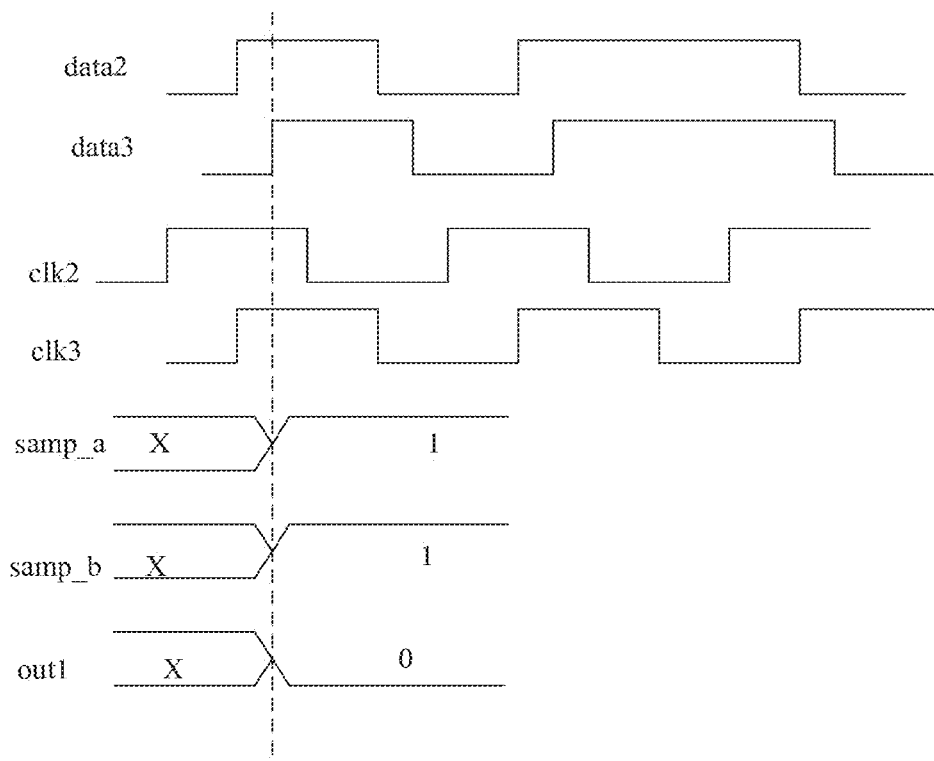 data2
data3
clk2
clk3
samp_a X 1
samp_b X 1
out1 X 0